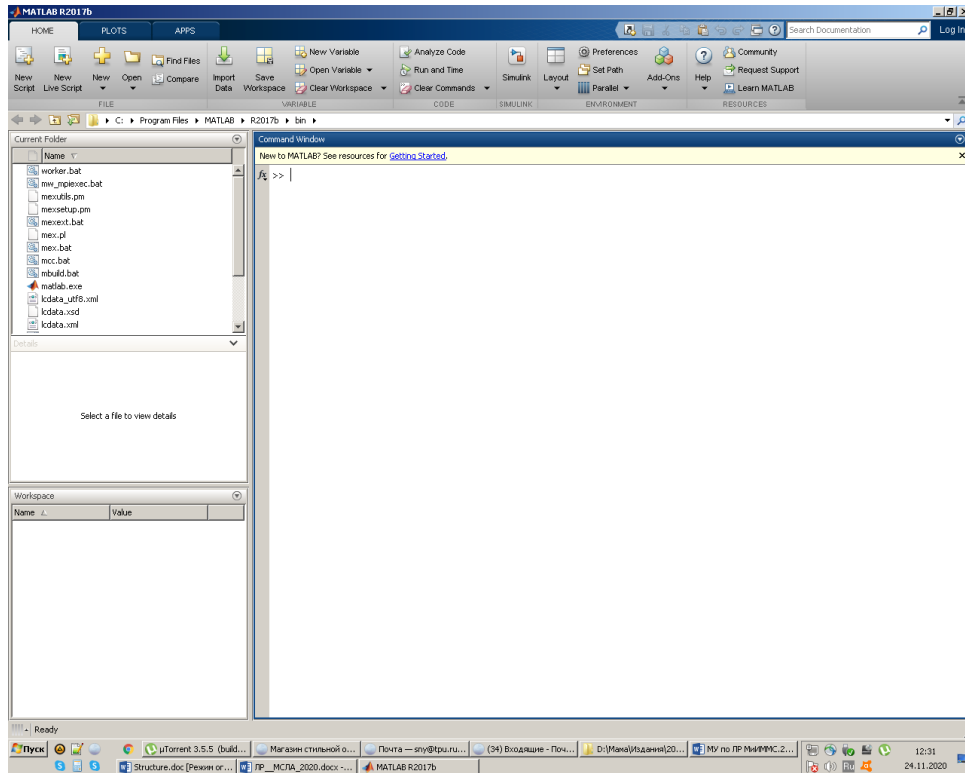 MATLAB R2017b
HOME PLOTS APPS Search Documentation Log In
New Script
New Live Script
New
Open
Find Files
Compare
Import Data
Save Workspace
New Variable
Open Variable
Clear Workspace
Analyze Code
Run and Time
Clear Commands
Simulink
Layout
Preferences
Set Path
Parallel
Add-Ons
Help
Community
Request Support
Learn MATLAB
FILE VARIABLE CODE SIMULINK ENVIRONMENT RESOURCES
C: Program Files MATLAB R2017b bin
Current Folder
Name
worker.bat
mw_mpiexec.bat
mexutils.pm
mexsetup.pm
mexext.bat
mex.pl
mex.bat
mcc.bat
mbuild.bat
matlab.exe
lcdata_utf8.xml
lcdata.xsd
lcdata.xml
Details
Select a file to view details
Workspace
Name Value
Command Window
New to MATLAB? See resources for Getting Started.
fx >>
Ready
Пуск µTorrent 3.5.5 (build... Магазин стильной о... Почта — sny@tpu.ru... (34) Входящие - Поч... D:\Мама\Издания\20... МУ по ЛР МиИММС.2... 12:31
Structure.doc [Режим ог... ЛР__МСЛА_2020.docx -... MATLAB R2017b Ru 24.11.2020